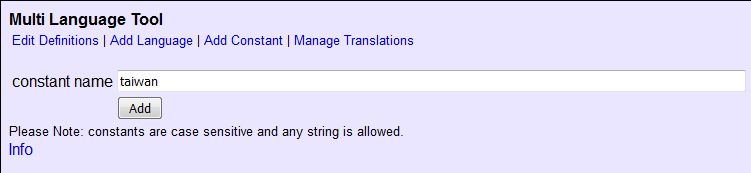 Multi Language Tool
Edit Definitions | Add Language | Add Constant | Manage Translations
constant name taiwan
Add
Please Note: constants are case sensitive and any string is allowed.
Info